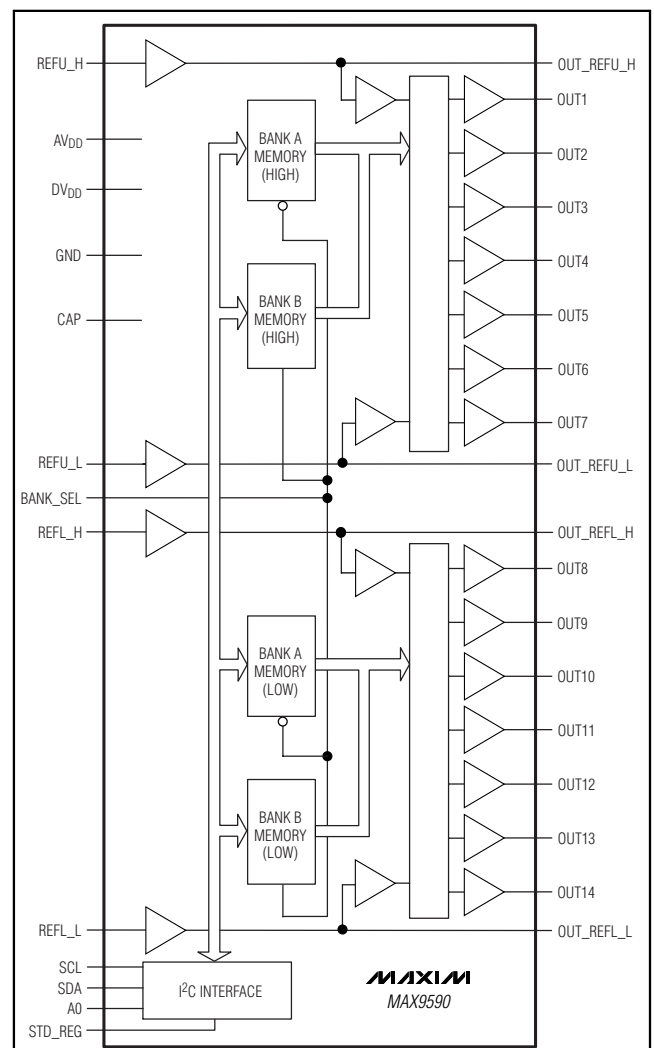 REFU_H
OUT_REFU_H
OUT1
BANK A
MEMORY
(HIGH)
AVDD
OUT2
DVDD
OUT3
GND
OUT4
BANK B
MEMORY
(HIGH)
CAP
OUT5
OUT6
OUT7
REFU_L
OUT_REFU_L
BANK_SEL
REFL_H
OUT_REFL_H
OUT8
OUT9
BANK A
MEMORY
(LOW)
OUT10
OUT11
OUT12
BANK B
MEMORY
(LOW)
OUT13
OUT14
REFL_L
OUT_REFL_L
SCL
SDA
A0
STD_REG
I2C INTERFACE
MAXIM
MAX9590